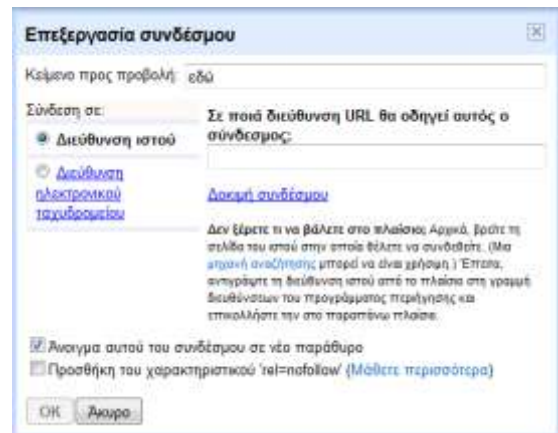 Επεξεργασία συνδέσμου
Κείμενο προς προβολή: εδώ
Σύνδεση σε:
Διεύθυνση ιστού
Διεύθυνση
ηλεκτρονικού
ταχυδρομείου
Σε ποιά διεύθυνση URL θα οδηγεί αυτός ο
σύνδεσμος;
Δοκιμή συνδέσμου
Δεν ξέρετε τι να βάλετε στο πλαίσιο; Αρχικά, βρείτε τη
σελίδα του ιστού στην οποία θέλετε να συνδεθείτε. (Μια
μηχανή αναζήτησης μπορεί να είναι χρήσιμη.) Έπειτα,
αντιγράψτε τη διεύθυνση ιστού από το πλαίσιο στη γραμμή
διευθύνσεων του προγράμματος περιήγησης και
επικολλήστε την στο παραπάνω πλαίσιο.
Άνοιγμα αυτού του συνδέσμου σε νέο παράθυρο
Προσθήκη του χαρακτηριστικού 'rel=nofollow' (Μάθετε περισσότερα)
OK Άκυρο